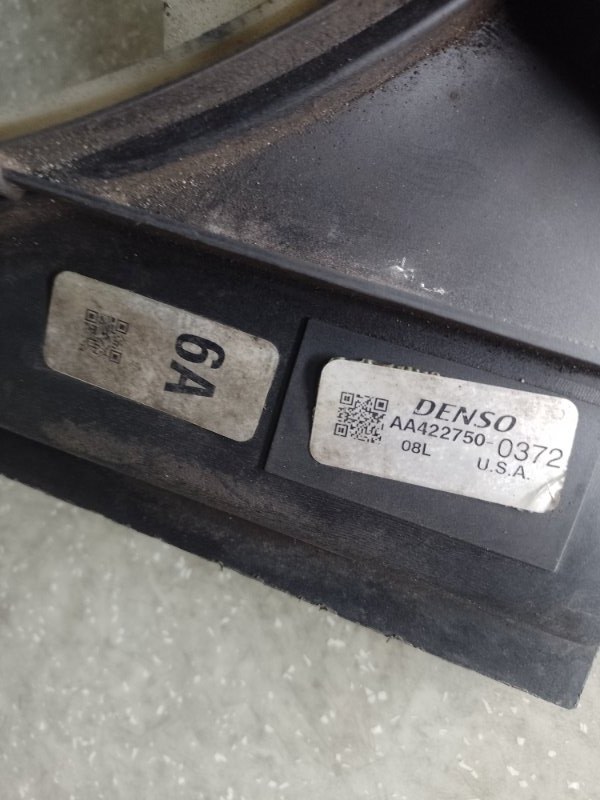 6A
DENSO
AA422750-0372
08L U.S.A.